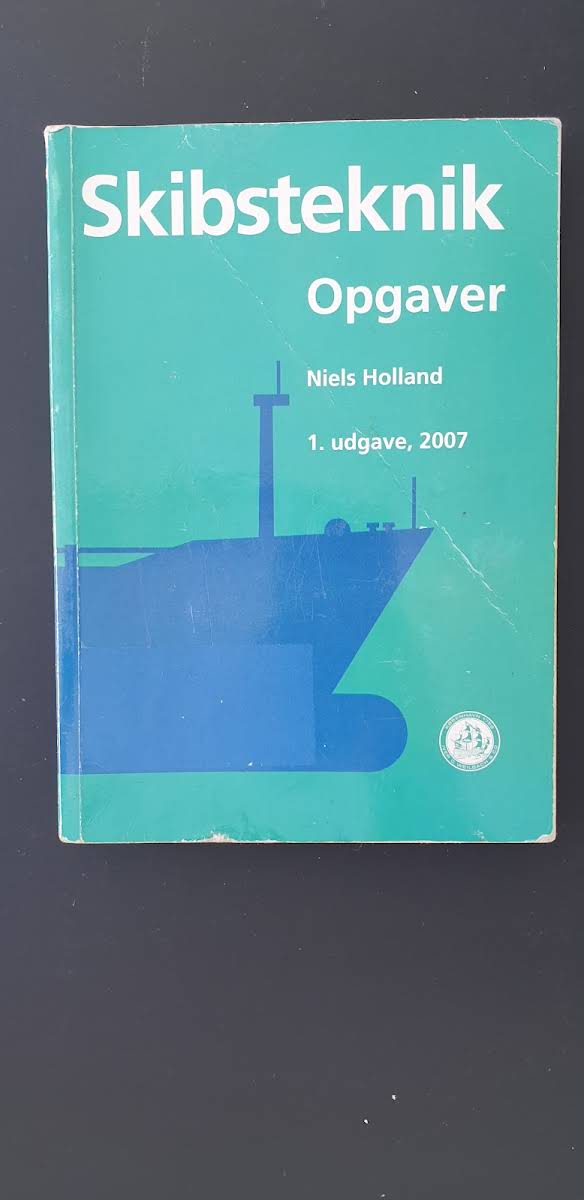 Skibsteknik
Opgaver
Niels Holland
1. udgave, 2007